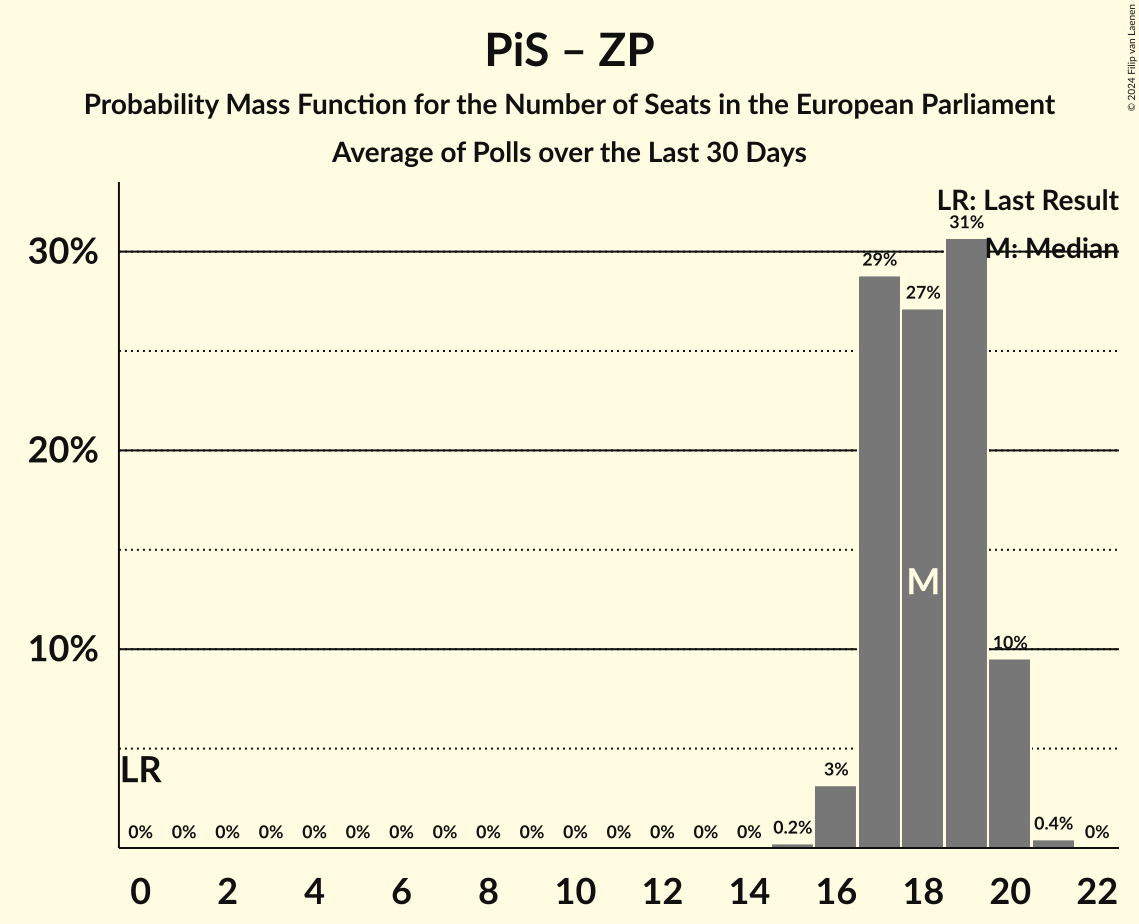 PiS – ZP
Probability Mass Function for the Number of Seats in the European Parliament
Average of Polls over the Last 30 Days
© 2024 Filip van Laenen
LR: Last Result
M: Median
30%
20%
10%
31%
29%
27%
10%
3%
0.2%
0.4%
M
LR
0% 0% 0% 0% 0% 0% 0% 0% 0% 0% 0% 0% 0% 0% 0% 0%
0 2 4 6 8 10 12 14 16 18 20 22